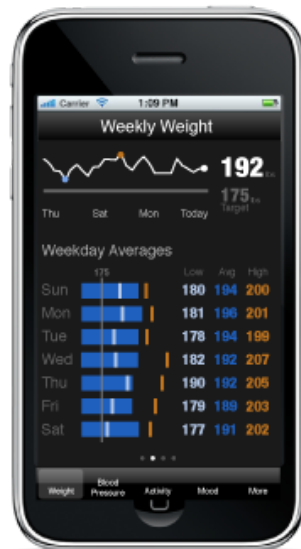 Carrier 1:09 PM
Weekly Weight
192 lbs.
175 lbs.
Target
Thu Sat Mon Today
Weekday Averages
175 Low Avg High
Sun 180 194 200
Mon 181 196 201
Tue 178 194 199
Wed 182 192 207
Thu 190 192 205
Fri 179 189 203
Sat 177 191 202
Weight Blood Pressure Activity Mood More